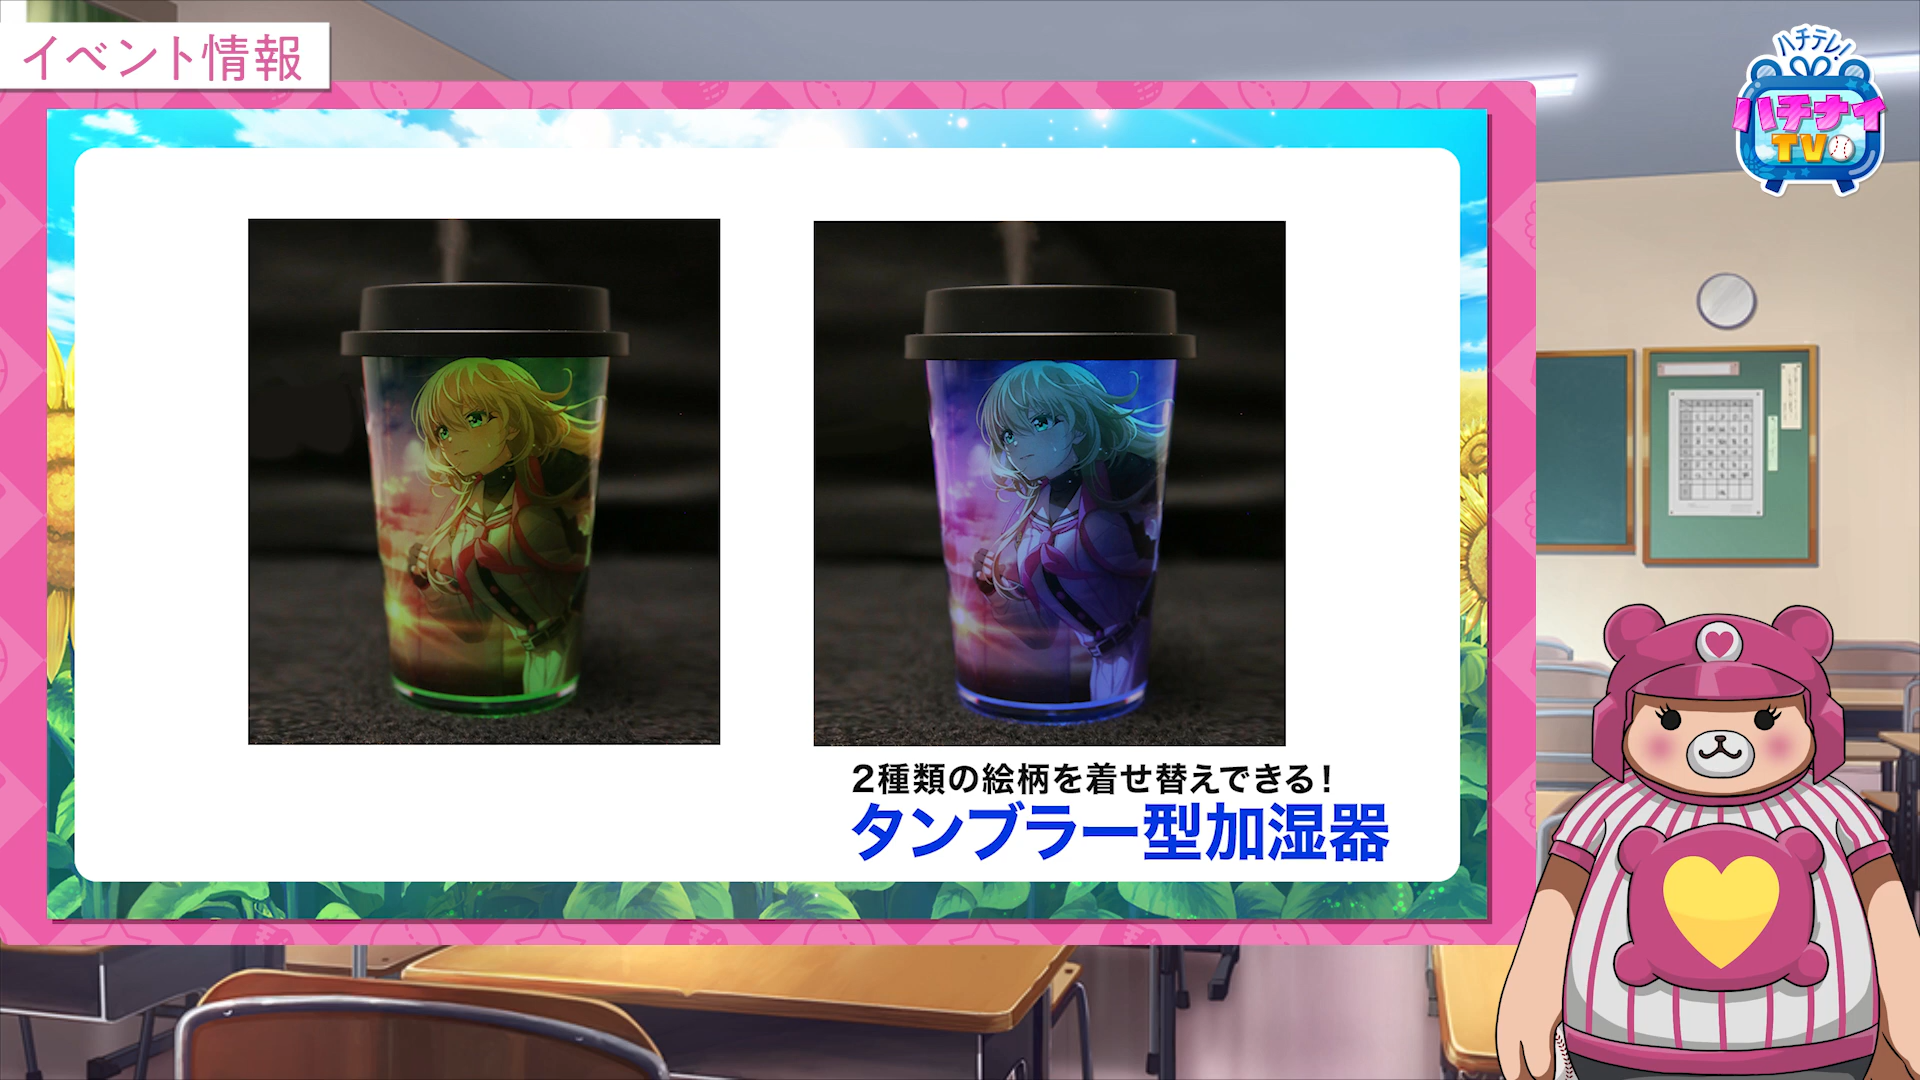 イベント情報
ハチテレ!
ハチナイ
TV
2種類の絵柄を着せ替えできる!
タンブラー型加湿器